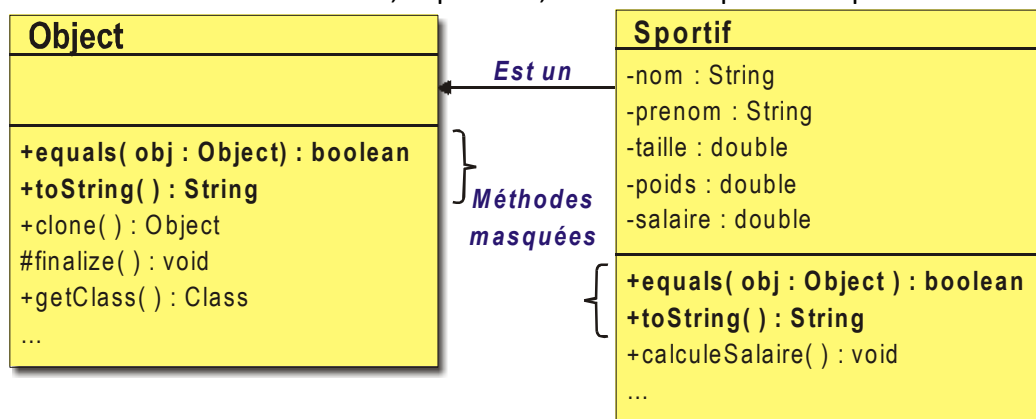 Object
+equals( obj : Object) : boolean
+toString( ) : String
+clone( ) : Object
#finalize( ) : void
+getClass( ) : Class
...
Est un
Méthodes
masquées
Sportif
-nom : String
-prenom : String
-taille : double
-poids : double
-salaire : double
+equals( obj : Object ) : boolean
+toString( ) : String
+calculeSalaire( ) : void
...